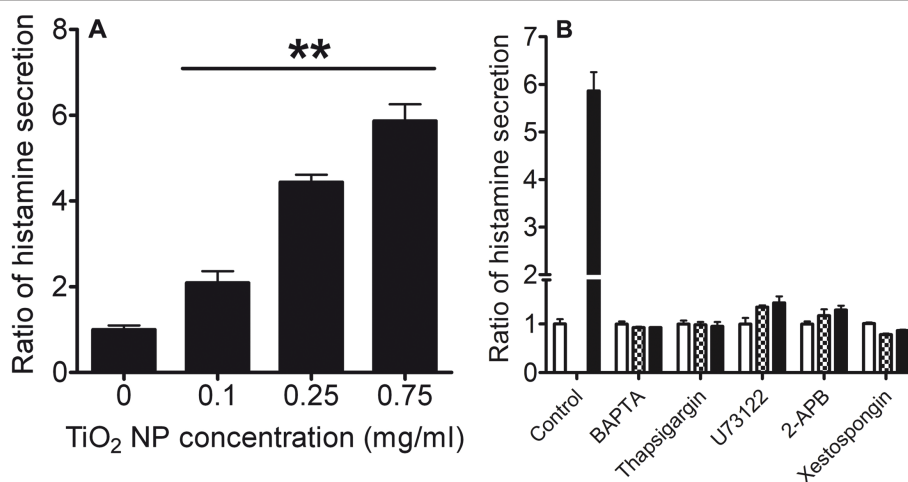 A
Ratio of histamine secretion
8
6
4
2
0
**
0 0.1 0.25 0.75
TiO₂ NP concentration (mg/ml)
B
Ratio of histamine secretion
7
6
5
4
3
2
1
0
Control
BAPTA
Thapsigargin
U73122
2-APB
Xestospongin